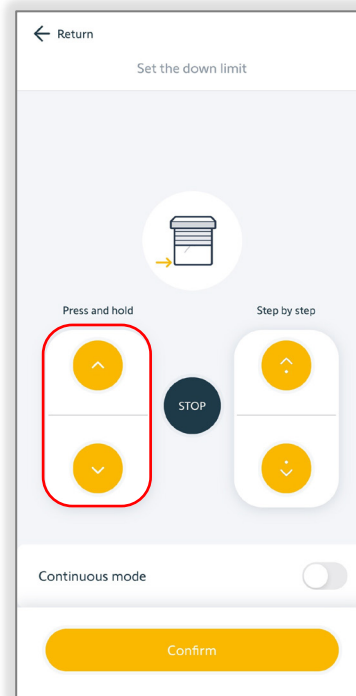 Return
Set the down limit
Press and hold
Step by step
STOP
Continuous mode
Confirm